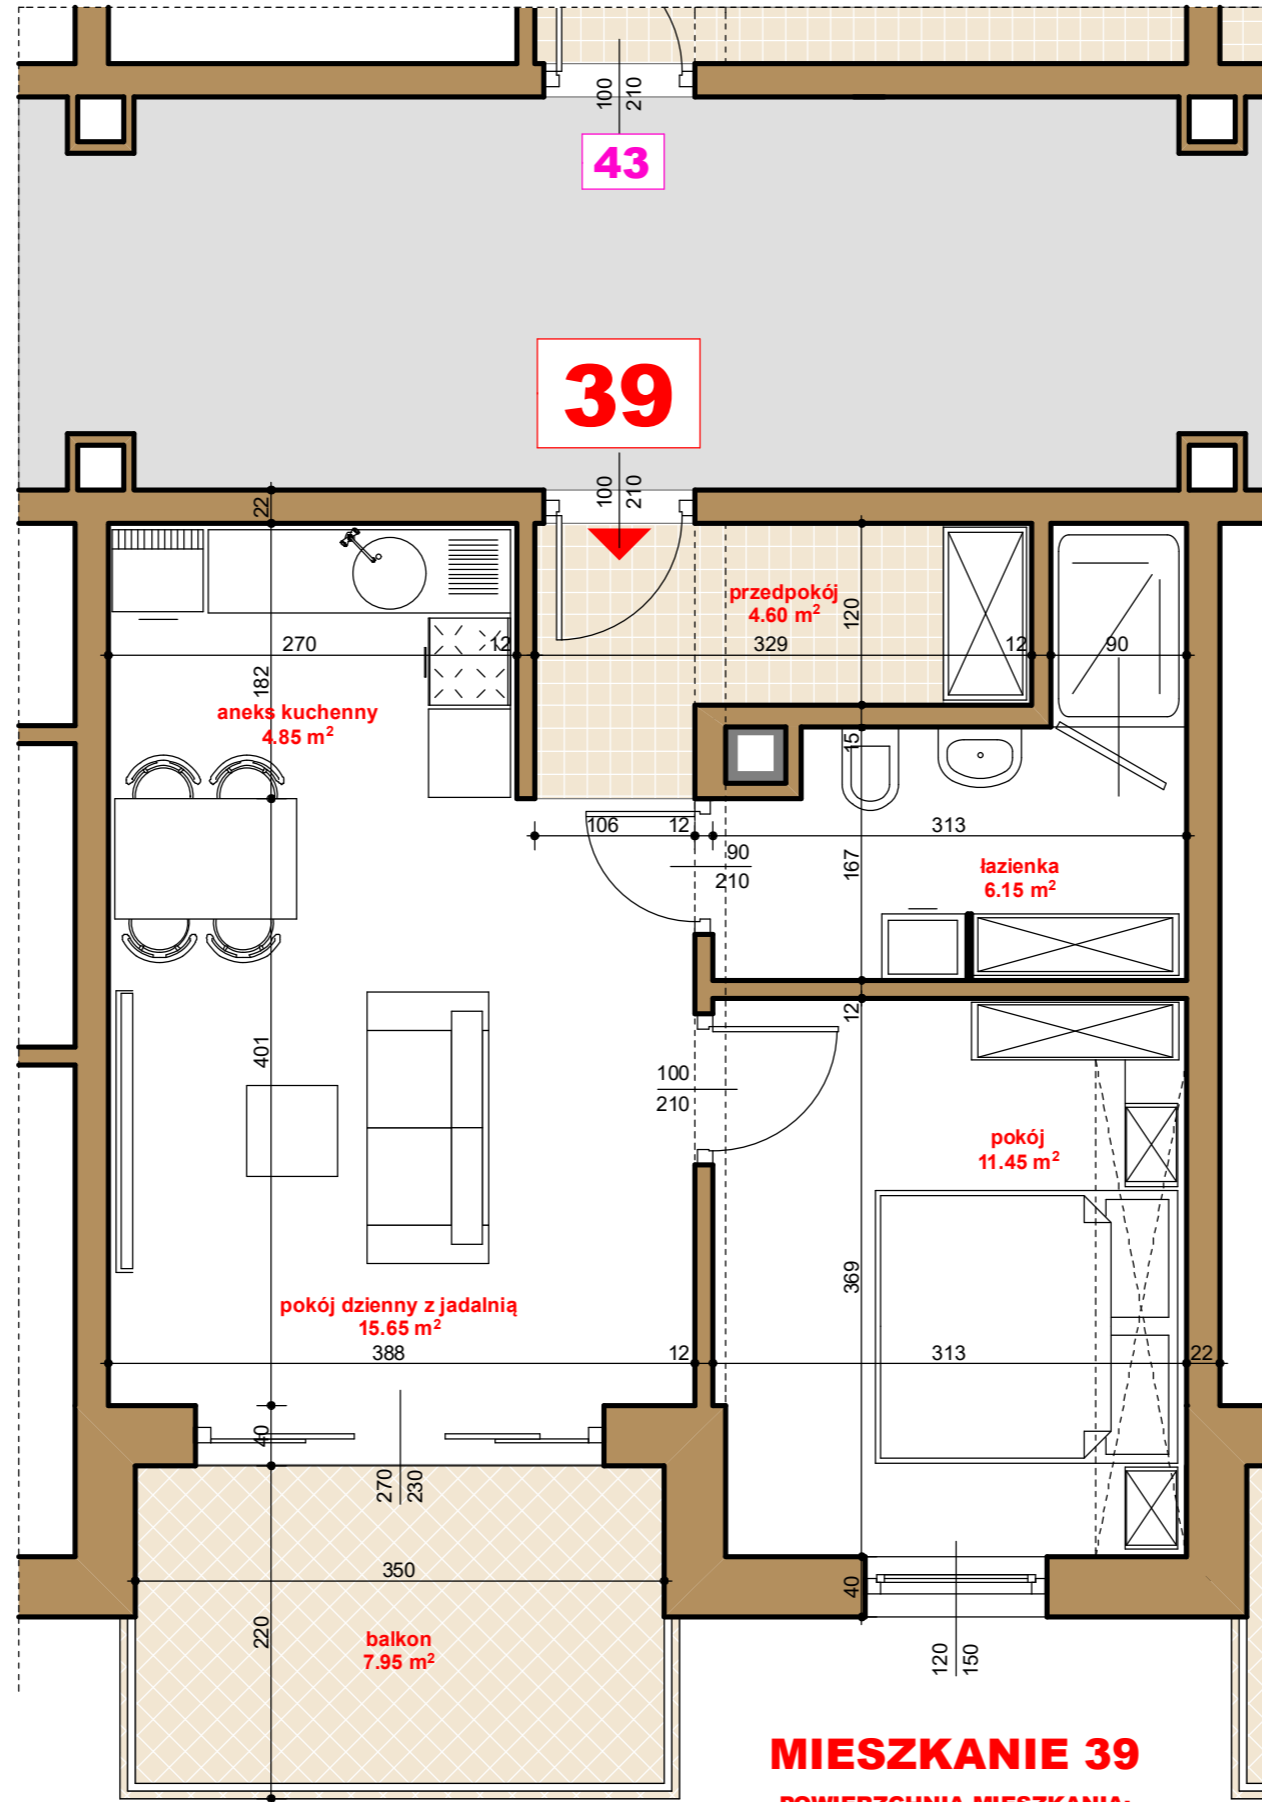 100
210
43
39
100
210
22
przedpokój
4.60 m²
120
270
12
329
12
90
182
aneks kuchenny
4.85 m²
15
106
12
313
90
210
167
łazienka
6.15 m²
12
401
100
210
pokój
11.45 m²
369
pokój dzienny z jadalnią
15.65 m²
388
12
313
22
40
270
230
350
40
220
balkon
7.95 m²
120
150
MIESZKANIE 39
POWIERZCHNIA MIESZKANIA: